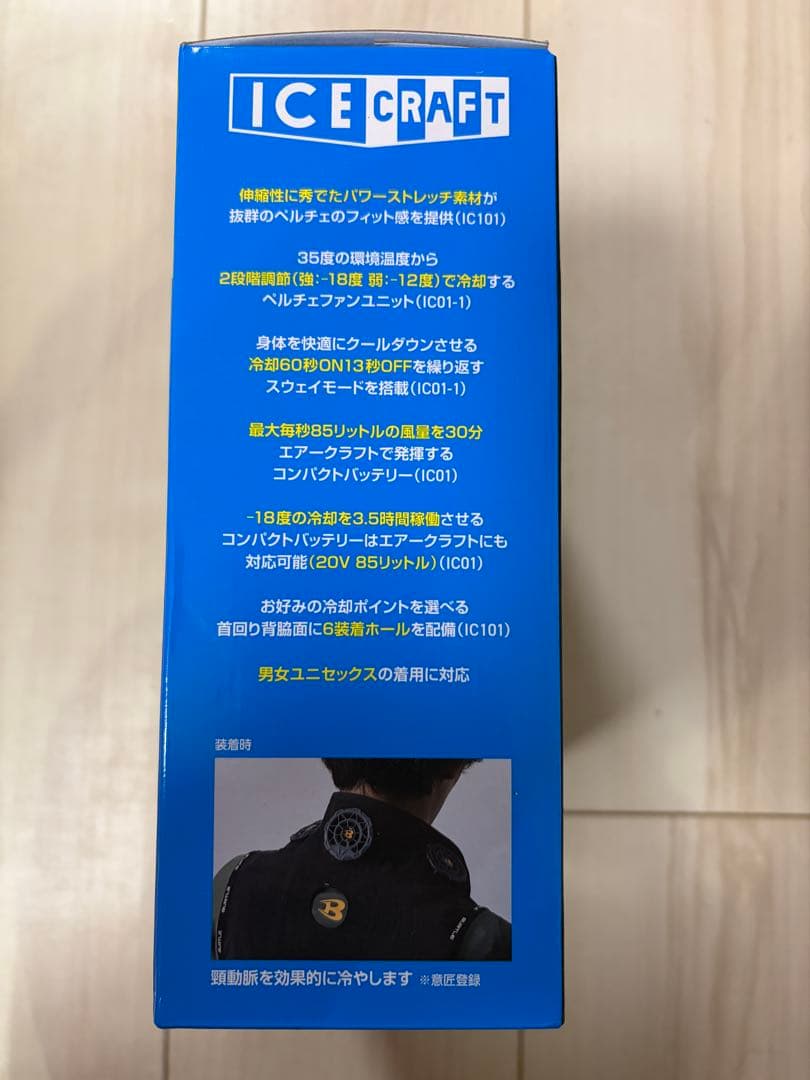 ICE CRAFT
伸縮性に秀でたパワーストレッチ素材が
抜群のペルチェのフィット感を提供(IC101)
35度の環境温度から
2段階調節(強:-18度 弱:-12度)で冷却する
ペルチェファンユニット(IC01-1)
身体を快適にクールダウンさせる
冷却60秒ON13秒OFFを繰り返す
スウェイモードを搭載(IC01-1)
最大毎秒85リットルの風量を30分
エアークラフトで発揮する
コンパクトバッテリー(IC01)
-18度の冷却を3.5時間稼働させる
コンパクトバッテリーはエアークラフトにも
対応可能(20V 85リットル)(IC01)
お好みの冷却ポイントを選べる
首回り背脇面に6装着ホールを配備(IC101)
男女ユニセックスの着用に対応
装着時
B
B
BURTLE
BURTLE
頸動脈を効果的に冷やします ※意匠登録